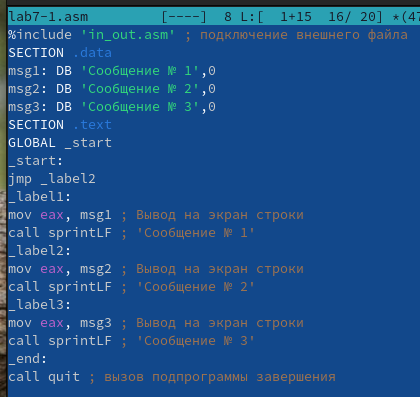 lab7-1.asm [----] 8 L:[ 1+15 16/ 20] *(47
%include 'in_out.asm' ; подключение внешнего файла
SECTION .data
msg1: DB 'Сообщение № 1',0
msg2: DB 'Сообщение № 2',0
msg3: DB 'Сообщение № 3',0
SECTION .text
GLOBAL _start
_start:
jmp _label2
_label1:
mov eax, msg1 ; Вывод на экран строки
call sprintLF ; 'Сообщение № 1'
_label2:
mov eax, msg2 ; Вывод на экран строки
call sprintLF ; 'Сообщение № 2'
_label3:
mov eax, msg3 ; Вывод на экран строки
call sprintLF ; 'Сообщение № 3'
_end:
call quit ; вызов подпрограммы завершения